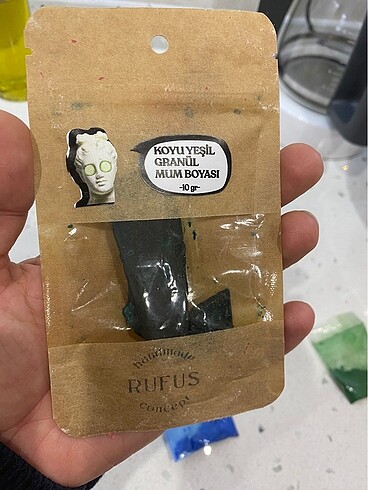 KOYU YEŞİL
GRANÜL
MUM BOYASI
-10 gr-
handmade
RUFUS
concept